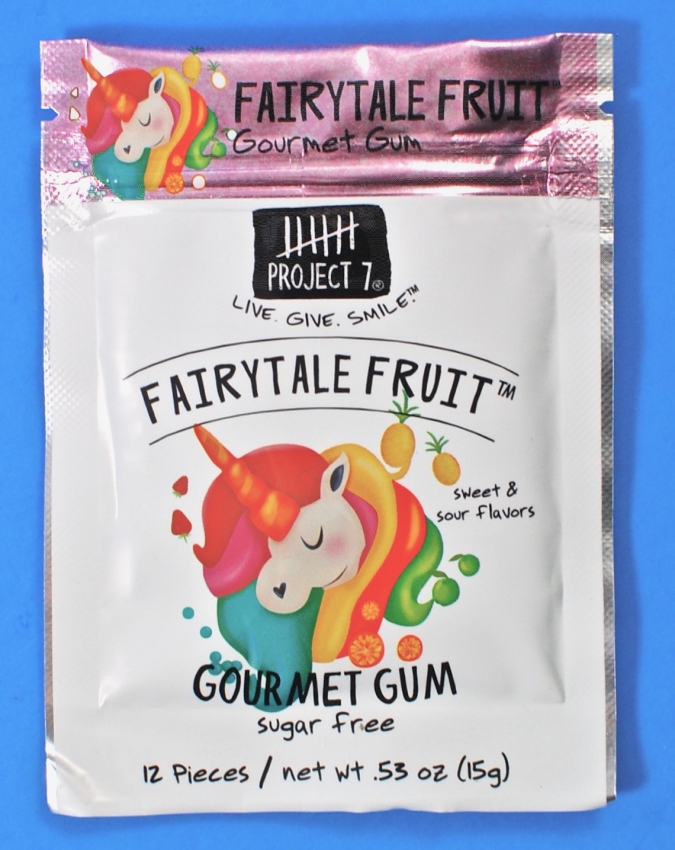 FAIRYTALE FRUIT™
Gourmet Gum
PROJECT 7®
LIVE. GIVE. SMILE.™
FAIRYTALE FRUIT™
sweet &
sour flavors
GOURMET GUM
sugar free
12 Pieces / net wt .53 oz (15g)